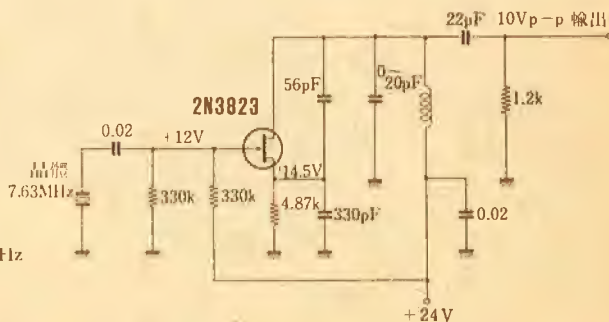 22pF
10Vp-p 輸出
0-
20pF
56pF
1.2k
2N3823
0.02
+12V
14.5V
7.63MHz
330k
330k
4.87k
330pF
0.02
Hz
+24V